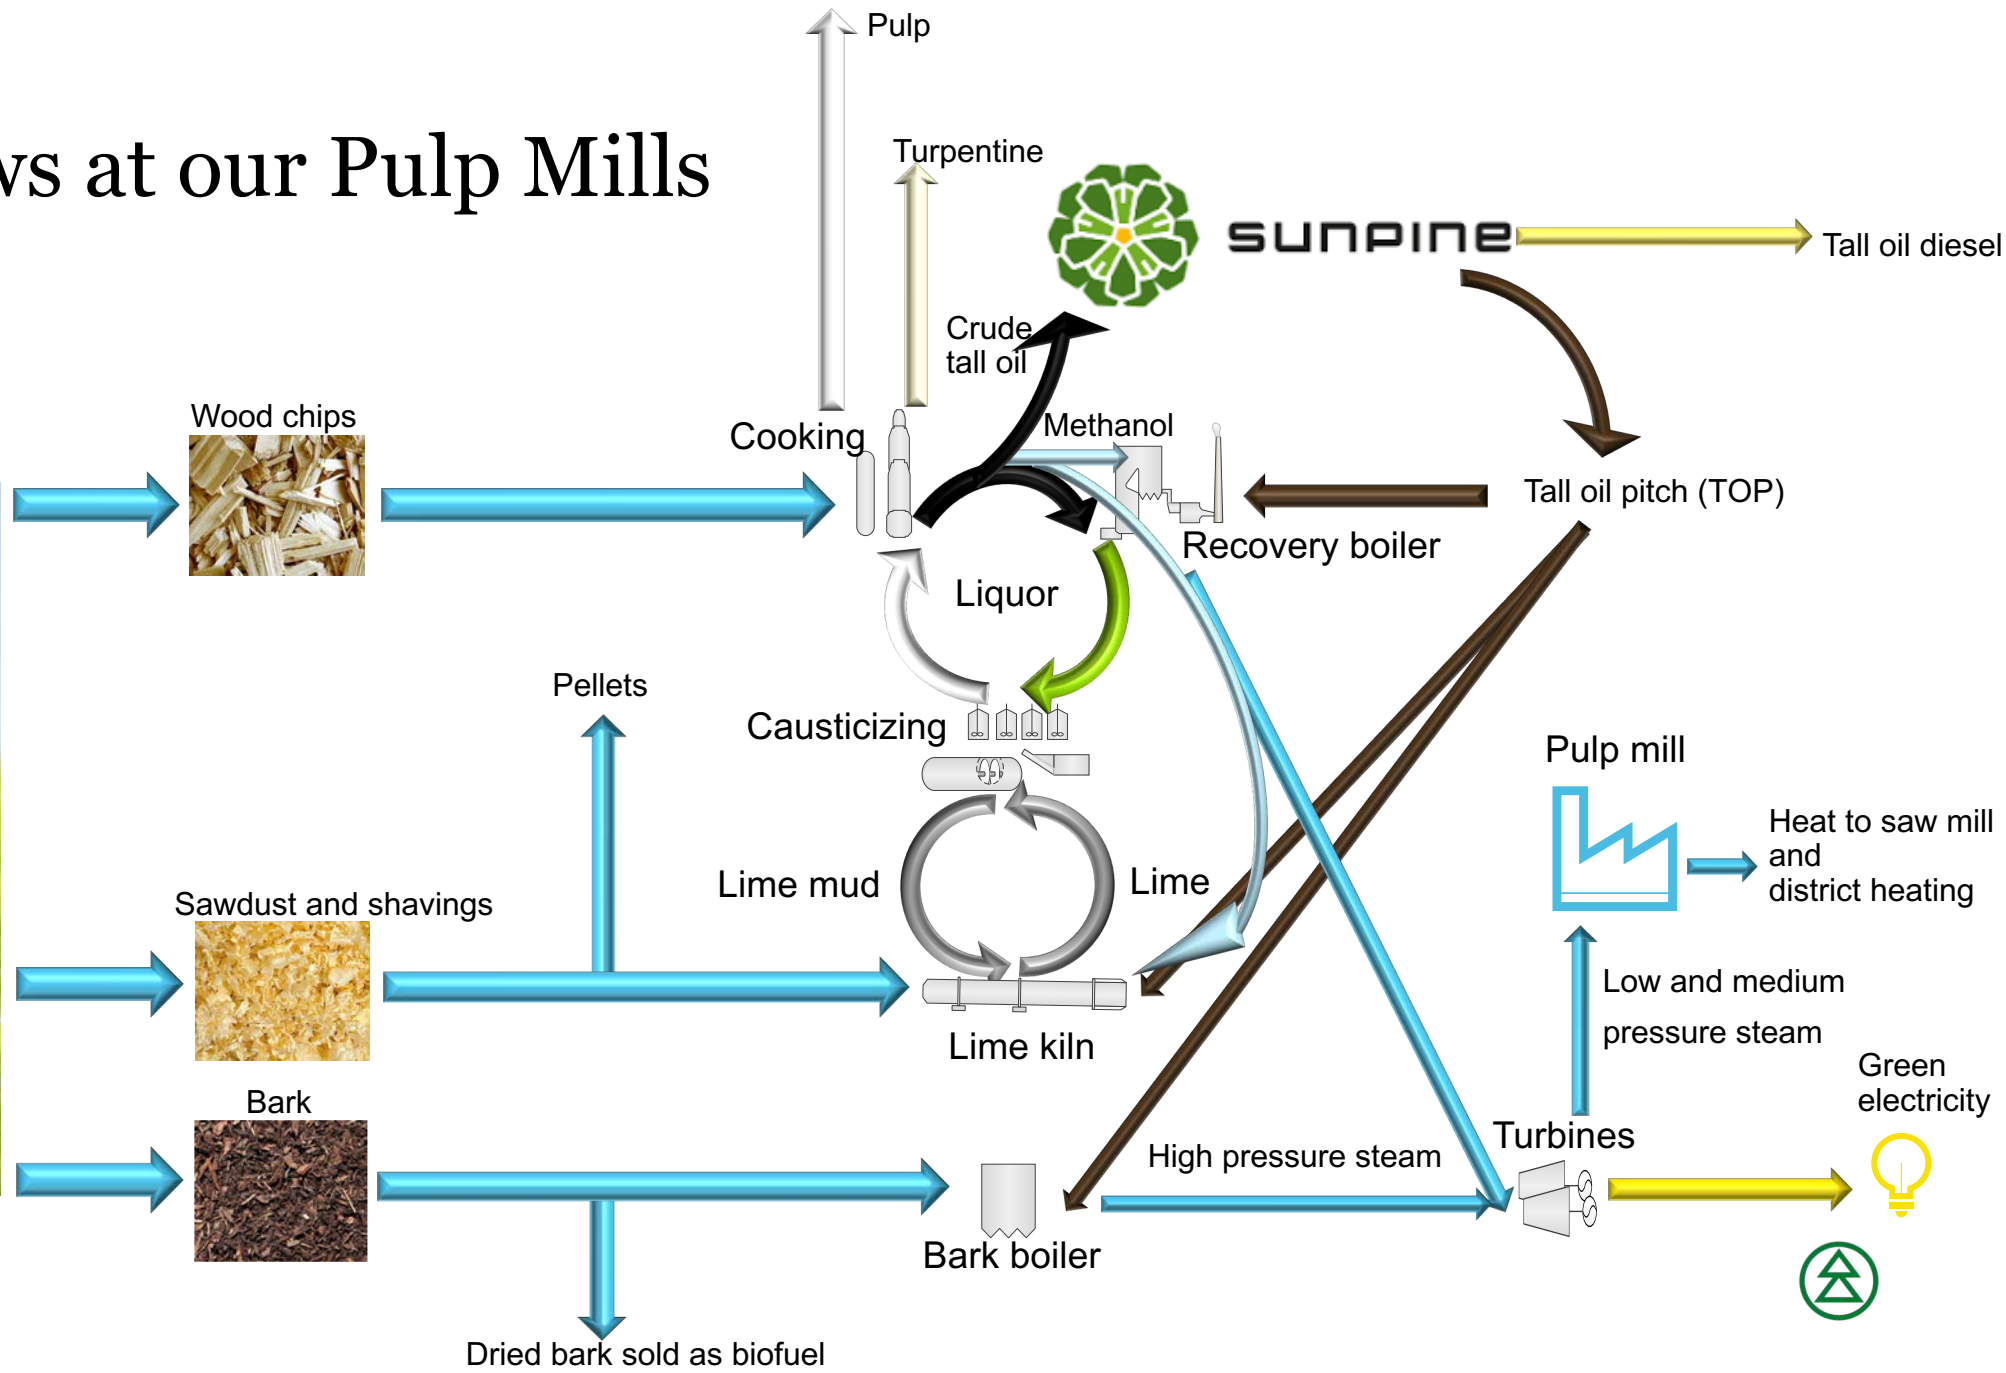 Pulp
ws at our Pulp Mills
Turpentine
sunpine
Tall oil diesel
Crude
tall oil
Wood chips
Cooking
Methanol
Tall oil pitch (TOP)
Recovery boiler
Liquor
Pellets
Causticizing
Pulp mill
Heat to saw mill
and
district heating
Lime mud
Lime
Sawdust and shavings
Low and medium
pressure steam
Lime kiln
Green
electricity
Bark
Turbines
High pressure steam
Bark boiler
Dried bark sold as biofuel